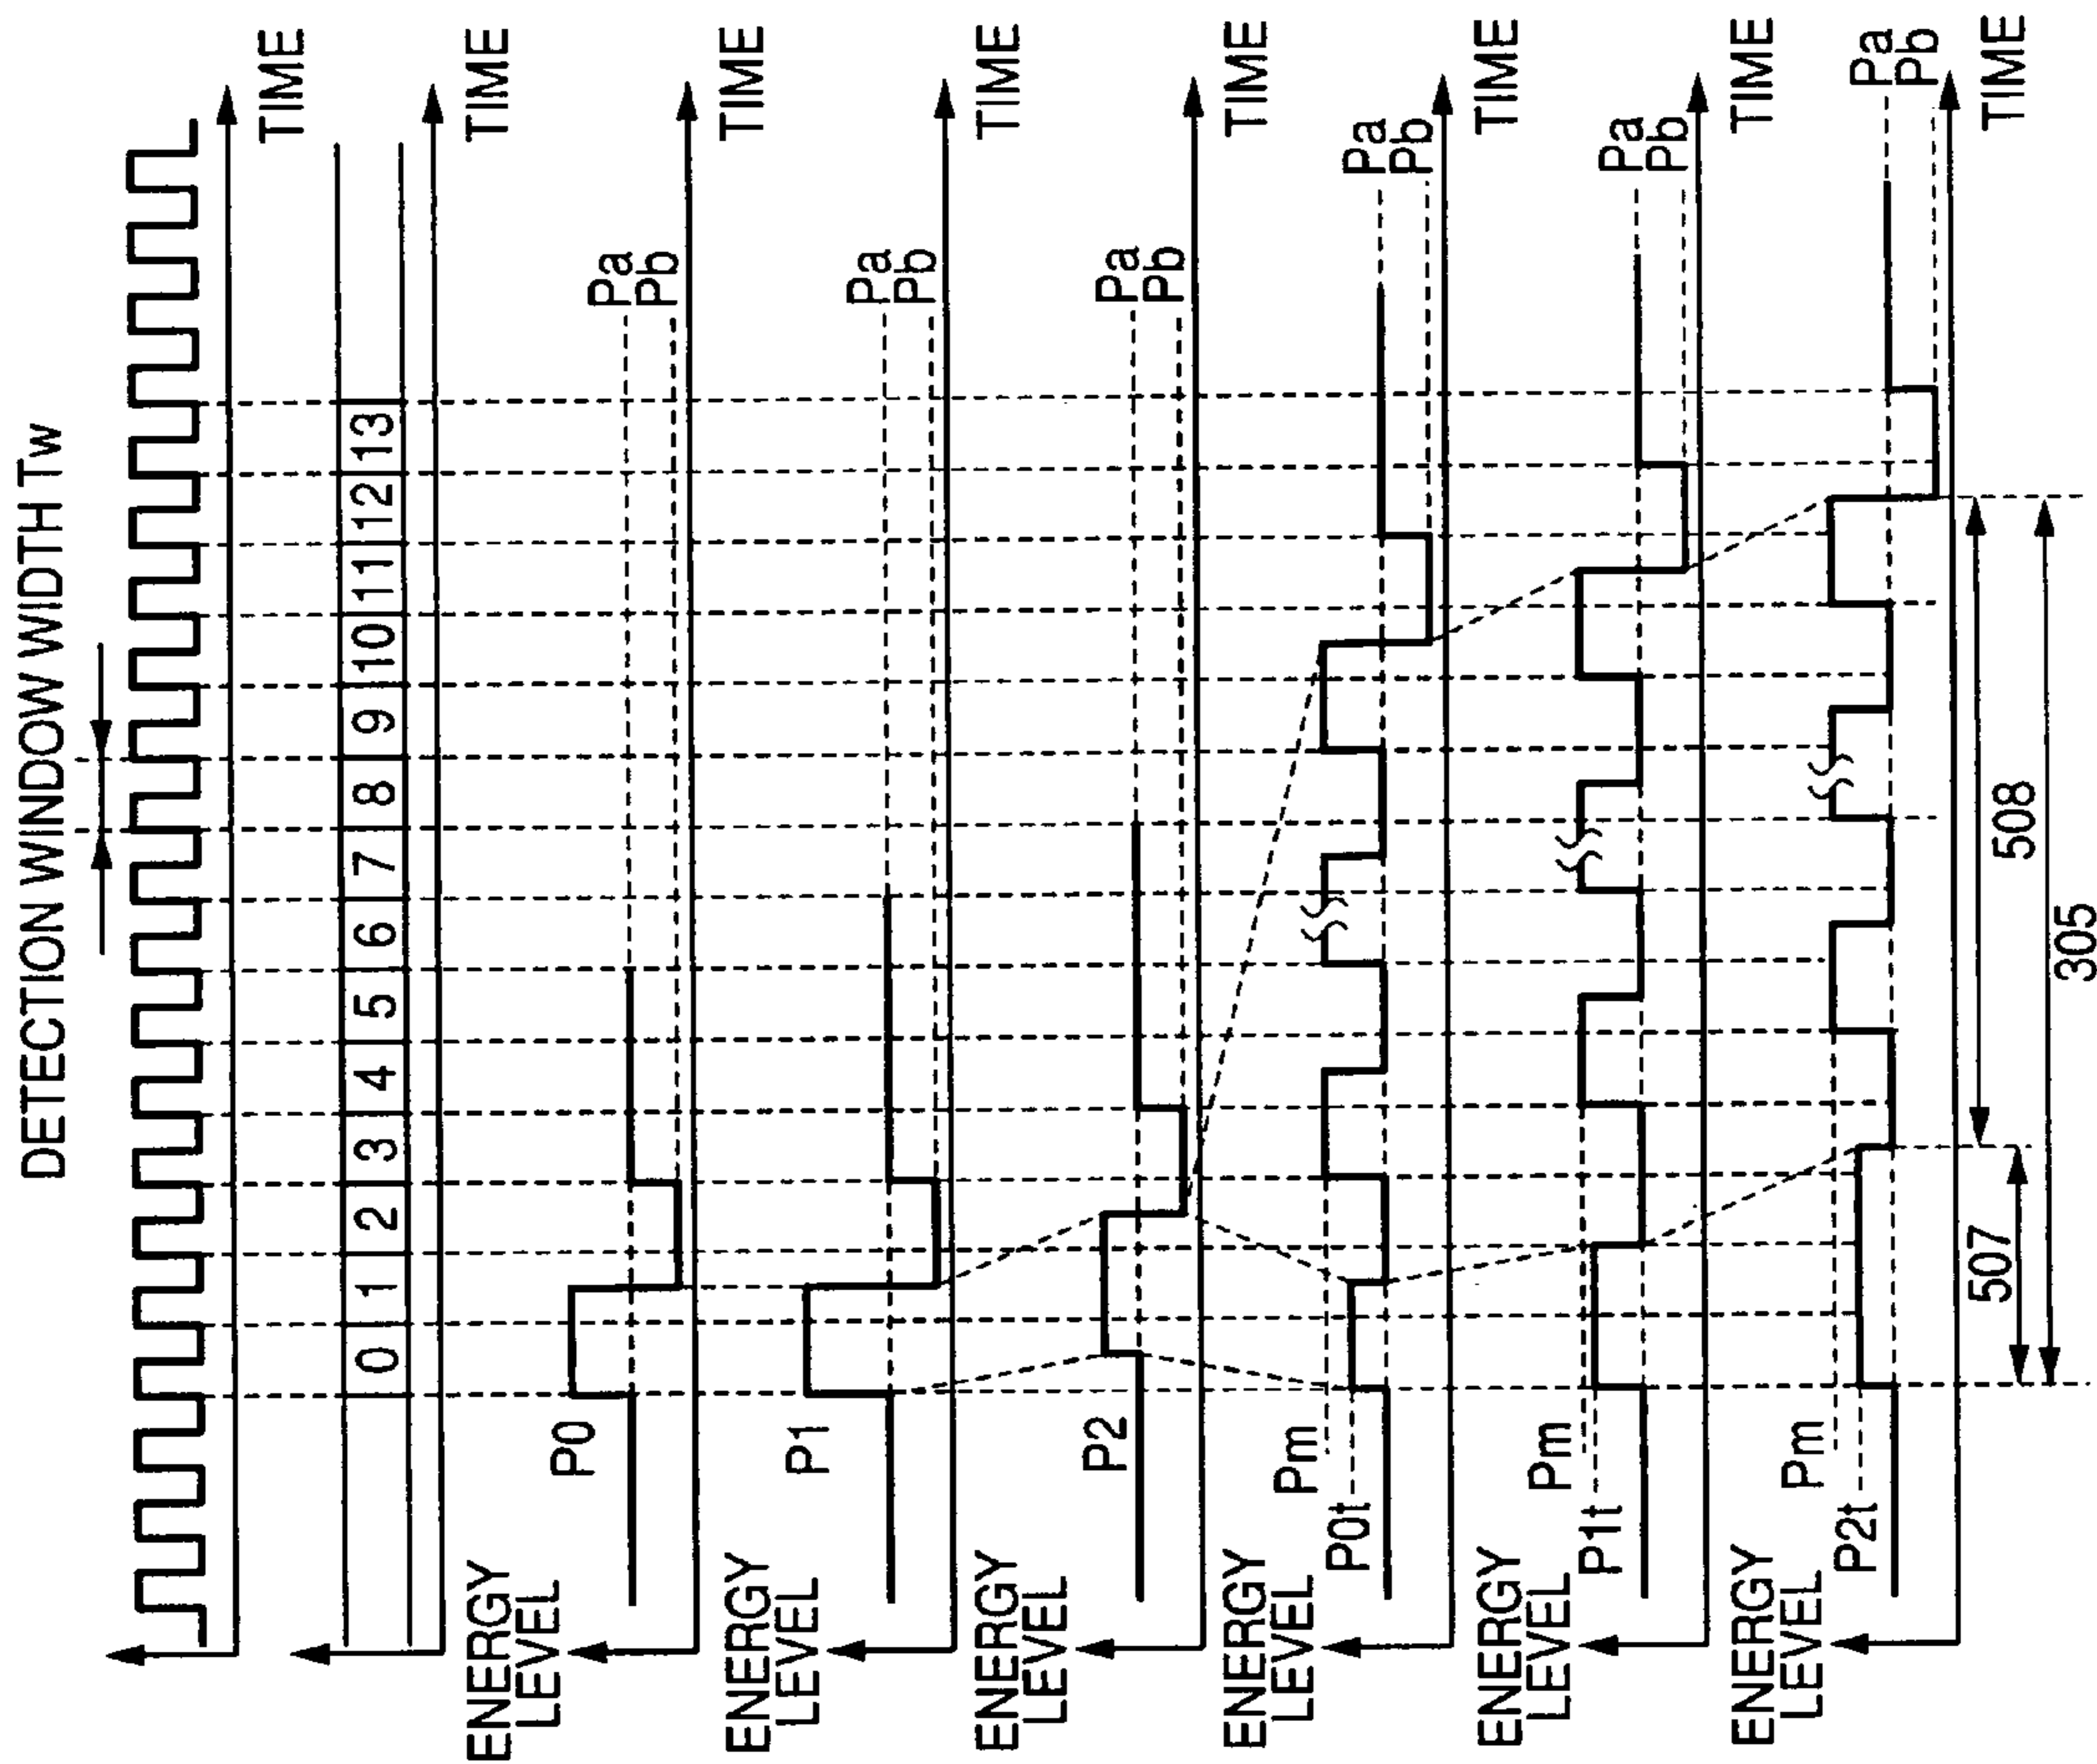 DETECTION WINDOW WIDTH Tw
TIME
0 1 2 3 4 5 6 7 8 9 10 11 12 13
TIME
ENERGY
LEVEL
P0
Pa
Pb
TIME
ENERGY
LEVEL
P1
Pa
Pb
TIME
ENERGY
LEVEL
P2
Pa
Pb
TIME
ENERGY
LEVEL
Pm
P0t
Pa
Pb
TIME
ENERGY
LEVEL
Pm
P1t
Pa
Pb
TIME
ENERGY
LEVEL
Pm
P2t
Pa
Pb
TIME
507
508
305